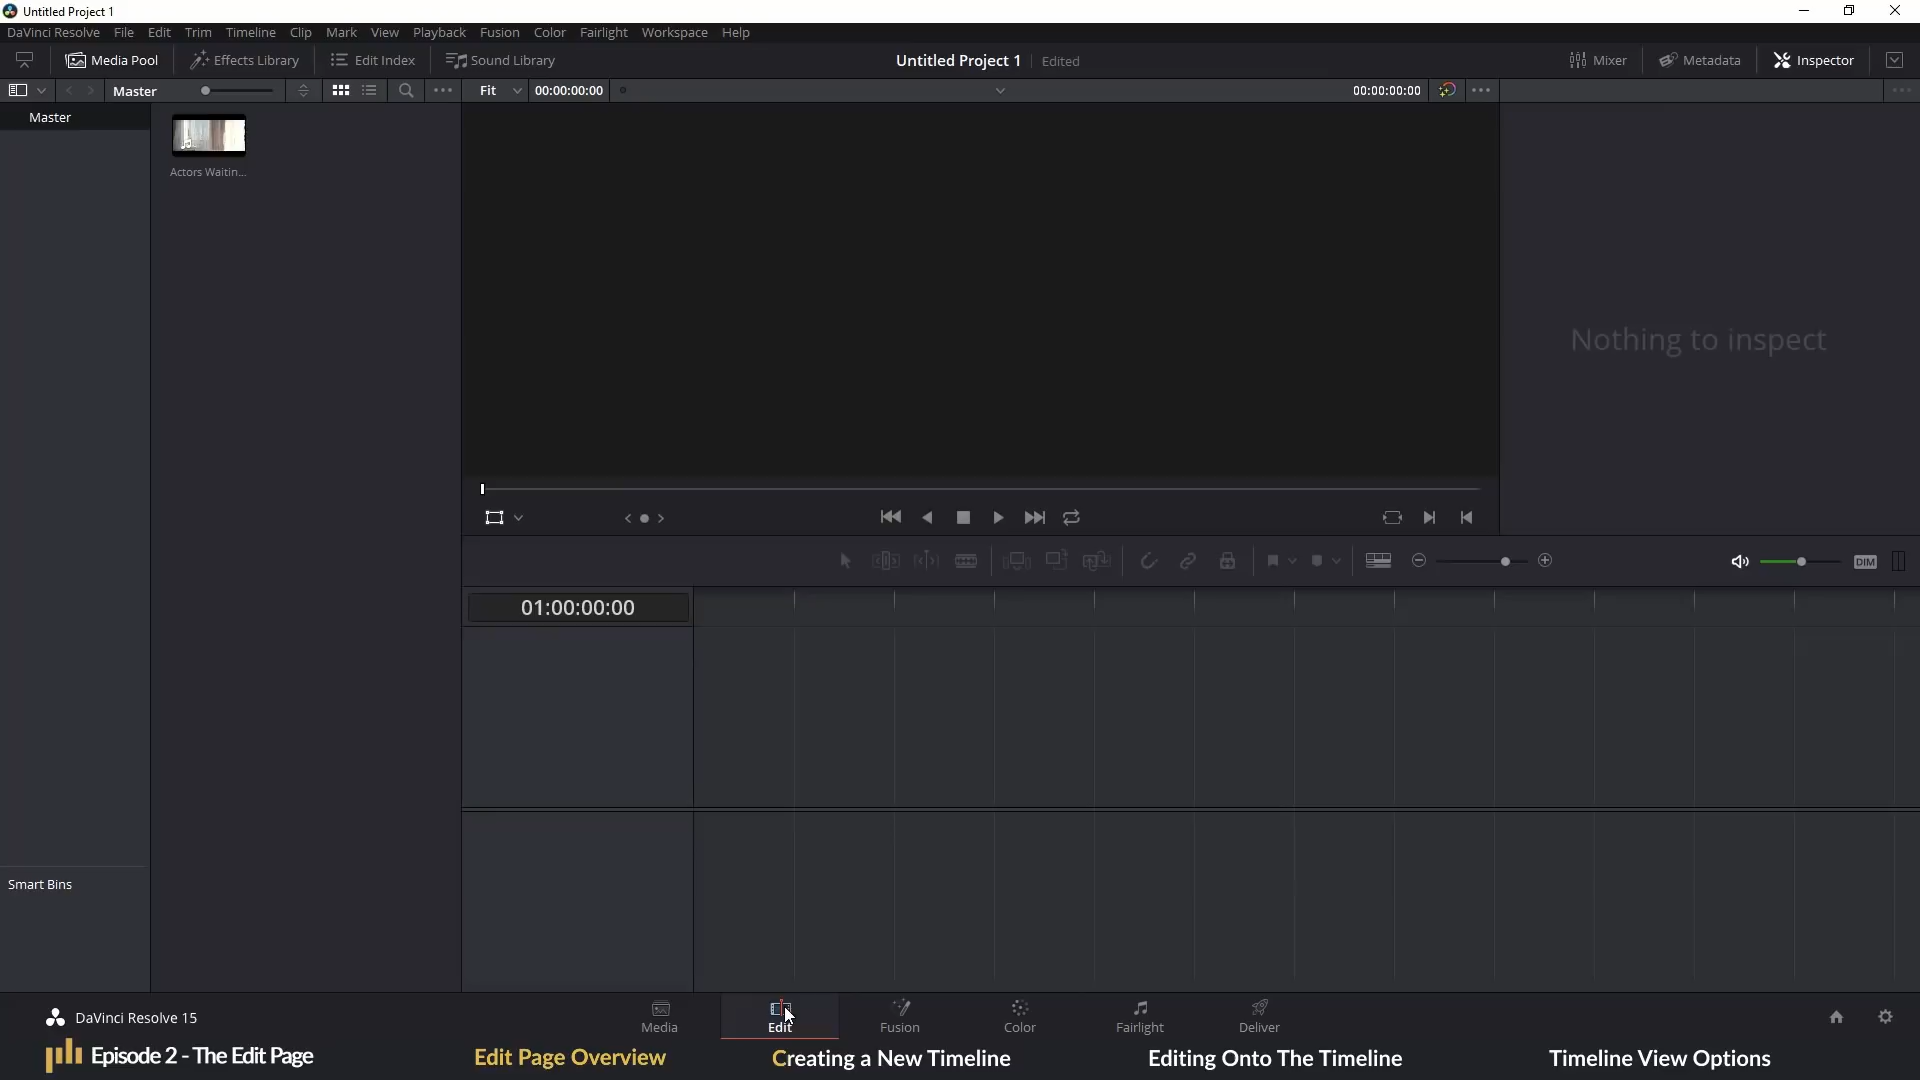 Untitled Project 1
DaVinci Resolve File Edit Trim Timeline Clip Mark View Playback Fusion Color Fairlight Workspace Help
Media Pool Effects Library Edit Index Sound Library Untitled Project 1 Edited Mixer Metadata Inspector
Master Fit 00:00:00:00 00:00:00:00
Master
Actors Waitin...
Nothing to inspect
DIM
01:00:00:00
Smart Bins
DaVinci Resolve 15 Media Edit Fusion Color Fairlight Deliver
Episode 2 - The Edit Page Edit Page Overview Creating a New Timeline Editing Onto The Timeline Timeline View Options